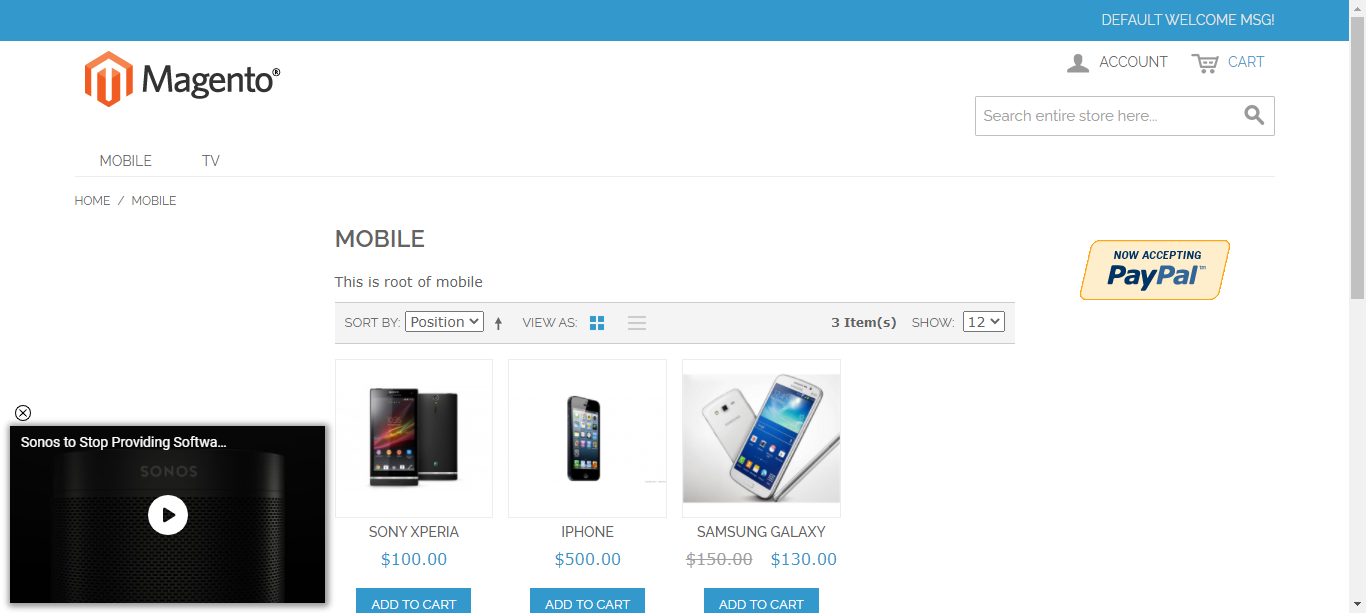 DEFAULT WELCOME MSG!
Magento®
ACCOUNT
CART
Search entire store here...
MOBILE
TV
HOME / MOBILE
MOBILE
This is root of mobile
SORT BY: Position
VIEW AS:
3 Item(s)
SHOW: 12
NOW ACCEPTING
PayPal™
Sonos to Stop Providing Softwa...
SONOS
SONY XPERIA
IPHONE
SAMSUNG GALAXY
$100.00
$500.00
$150.00 $130.00
ADD TO CART
ADD TO CART
ADD TO CART